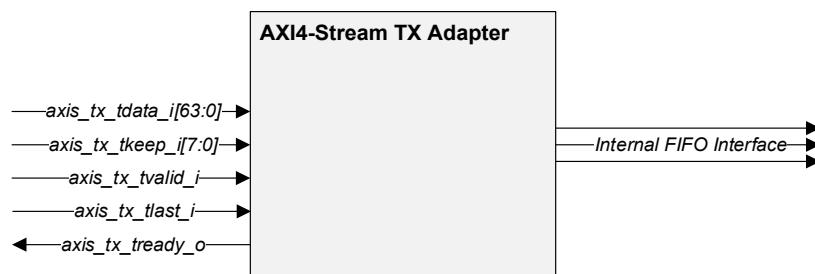 AXI4-Stream TX Adapter
axis_tx_tdata_i[63:0]
axis_tx_tkeep_i[7:0]
axis_tx_tvalid_i
axis_tx_tlast_i
axis_tx_tready_o
Internal FIFO Interface